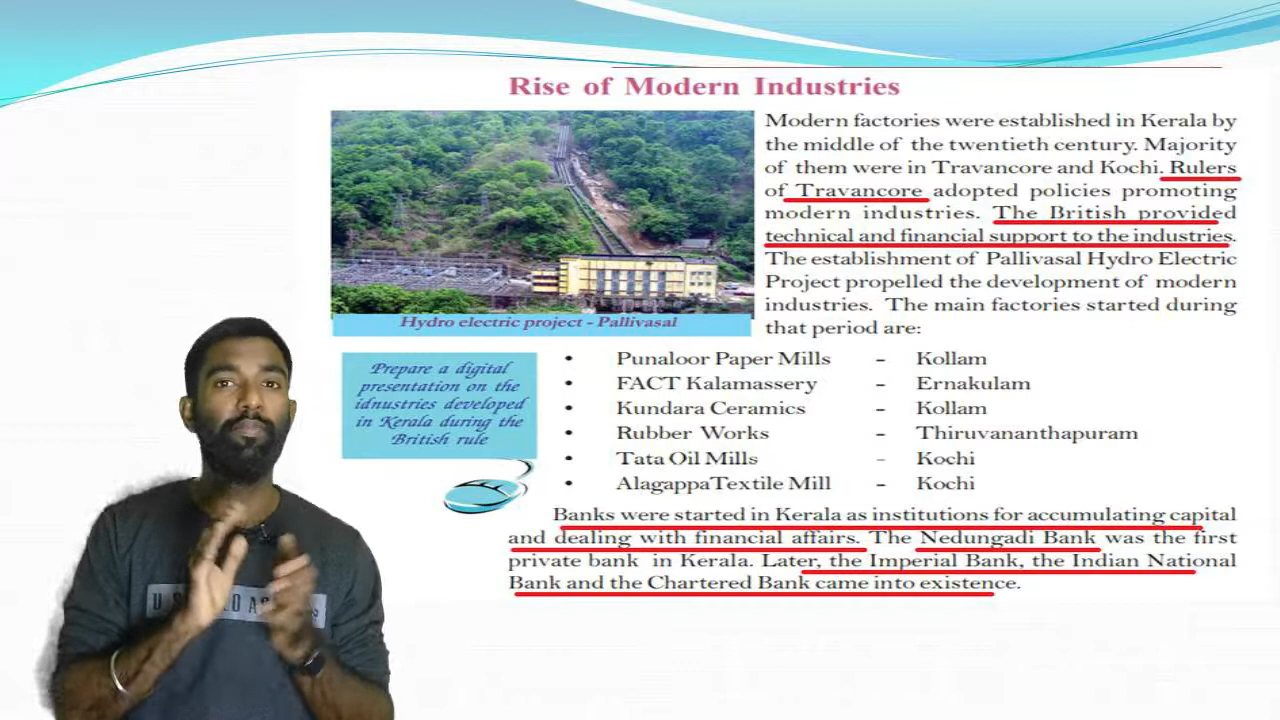 Rise of Modern Industries
Modern factories were established in Kerala by
the middle of the twentieth century. Majority
of them were in Travancore and Kochi. Rulers
of Travancore adopted policies promoting
modern industries. The British provided
technical and financial support to the industries.
The establishment of Pallivasal Hydro Electric
Project propelled the development of modern
industries. The main factories started during
that period are:
Hydro electric project - Pallivasal
Prepare a digital
presentation on the
idnustries developed
in Kerala during the
British rule
• Punaloor Paper Mills - Kollam
• FACT Kalamassery - Ernakulam
• Kundara Ceramics - Kollam
• Rubber Works - Thiruvananthapuram
• Tata Oil Mills - Kochi
• AlagappaTextile Mill - Kochi
Banks were started in Kerala as institutions for accumulating capital
and dealing with financial affairs. The Nedungadi Bank was the first
private bank in Kerala. Later, the Imperial Bank, the Indian National
Bank and the Chartered Bank came into existence.